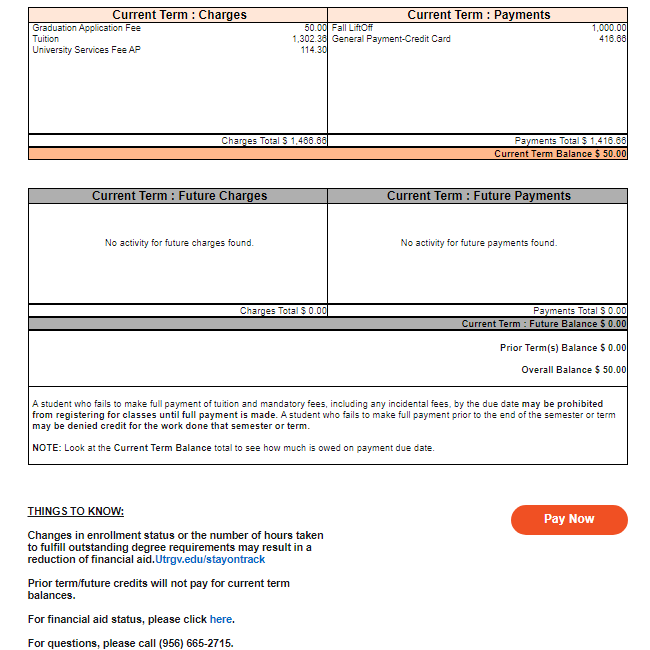 Current Term : Charges
Current Term : Payments
Graduation Application Fee 50.00
Tuition 1,302.36
University Services Fee AP 114.30
Fall LiftOff 1,000.00
General Payment-Credit Card 416.66
Charges Total $ 1,466.66
Payments Total $ 1,416.66
Current Term Balance $ 50.00
Current Term : Future Charges
Current Term : Future Payments
No activity for future charges found.
No activity for future payments found.
Charges Total $ 0.00
Payments Total $ 0.00
Current Term : Future Balance $ 0.00
Prior Term(s) Balance $ 0.00
Overall Balance $ 50.00
A student who fails to make full payment of tuition and mandatory fees, including any incidental fees, by the due date may be prohibited
from registering for classes until full payment is made. A student who fails to make full payment prior to the end of the semester or term
may be denied credit for the work done that semester or term.
NOTE: Look at the Current Term Balance total to see how much is owed on payment due date.
THINGS TO KNOW:
Pay Now
Changes in enrollment status or the number of hours taken
to fulfill outstanding degree requirements may result in a
reduction of financial aid.Utrgv.edu/stayontrack
Prior term/future credits will not pay for current term
balances.
For financial aid status, please click here.
For questions, please call (956) 665-2715.